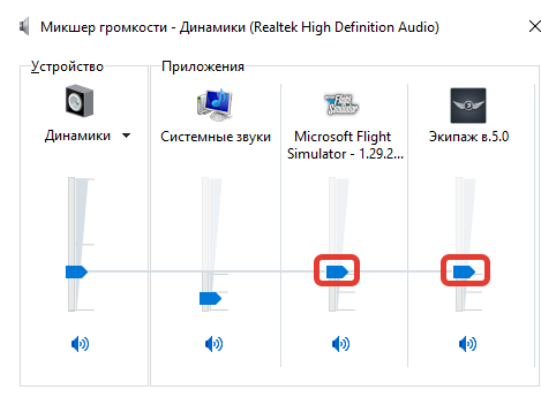 Микшер громкости - Динамики (Realtek High Definition Audio)
Устройство
Приложения
Динамики
Системные звуки
Microsoft Flight
Simulator - 1.29.2...
Экипаж в.5.0